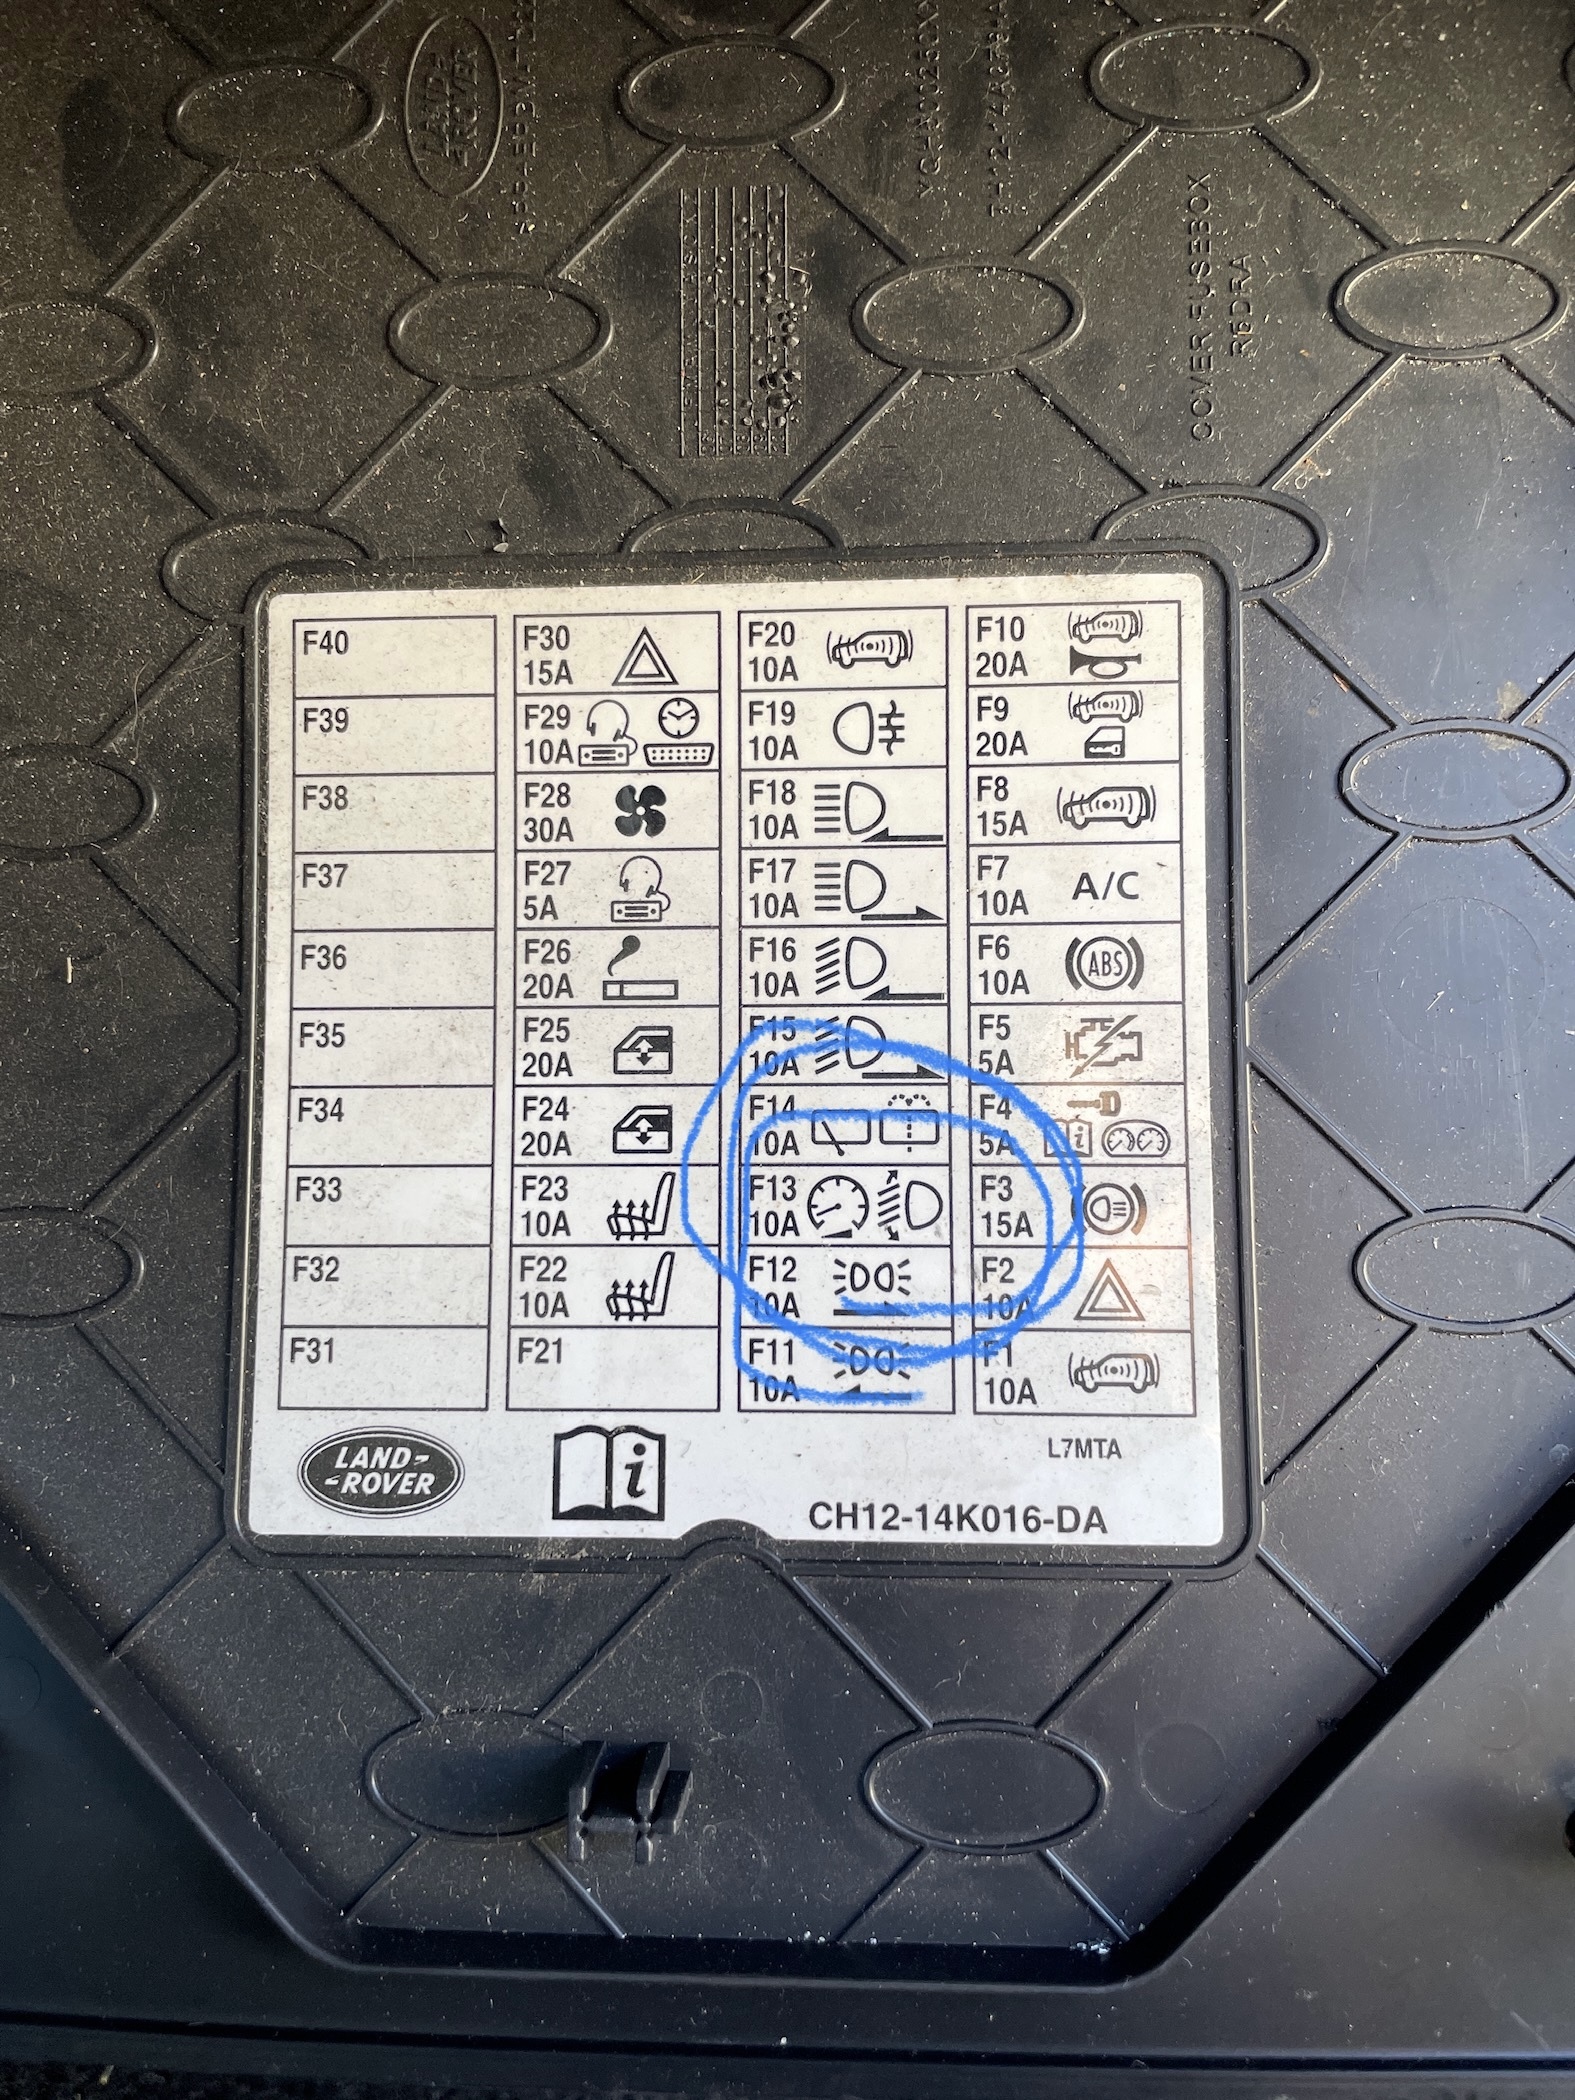 LAND ROVER
COVER FUSEBOX
REDRA
F40
F39
F38
F37
F36
F35
F34
F33
F32
F31
F30
15A
F29
10A
F28
30A
F27
5A
F26
20A
F25
20A
F24
20A
F23
10A
F22
10A
F21
F20
10A
F19
10A
F18
10A
F17
10A
F16
10A
F15
10A
F14
10A
F13
10A
F12
10A
F11
10A
F10
20A
F9
20A
F8
15A
F7
10A A/C
F6
10A ABS
F5
5A
F4
5A i
F3
15A
F2
10A
F1
10A
LAND
ROVER
i
L7MTA
CH12-14K016-DA